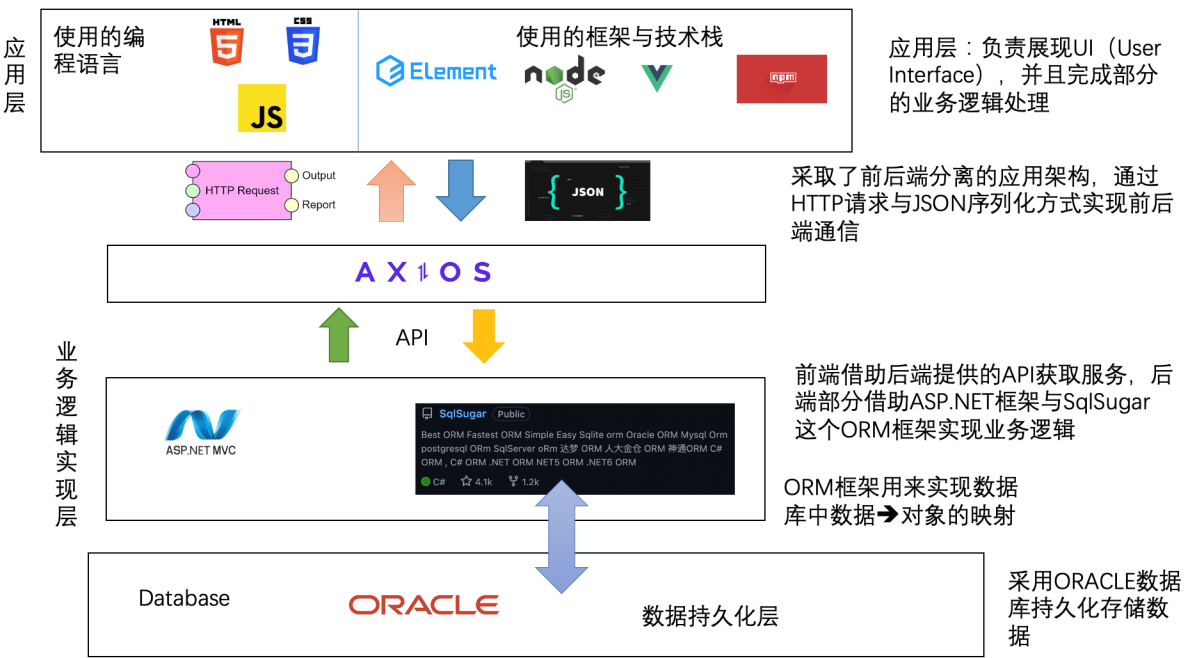 应
用
层
使用的编
程语言
HTML
5
CSS
3
JS
使用的框架与技术栈
Element
node
JS
npm
应用层：负责展现UI（User
Interface），并且完成部分
的业务逻辑处理
HTTP Request
Output
Report
{ JSON }
采取了前后端分离的应用架构，通过
HTTP请求与JSON序列化方式实现前后
端通信
AXIOS
API
业
务
逻
辑
实
现
层
ASP.NET MVC
SqlSugar Public
Best ORM Fastest ORM Simple Easy Sqlite orm Oracle ORM Mysql Orm
postgresql ORm SqlServer oRm 达梦 ORM 人大金仓 ORM 神通ORM C#
ORM , C# ORM .NET ORM NET5 ORM .NET6 ORM
C# 4.1k 1.2k
前端借助后端提供的API获取服务，后
端部分借助ASP.NET框架与SqlSugar
这个ORM框架实现业务逻辑
ORM框架用来实现数据
库中数据➔对象的映射
Database
ORACLE
数据持久化层
采用ORACLE数据
库持久化存储数
据